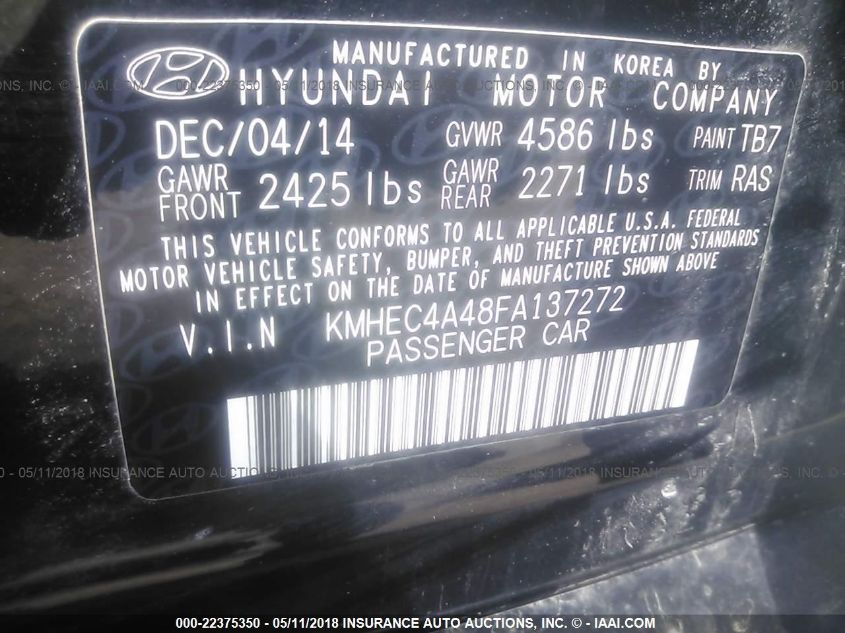 MANUFACTURED IN KOREA BY
HYUNDAI MOTOR COMPANY
DEC/04/14 GVWR 4586 lbs PAINT TB7
GAWR FRONT 2425 lbs GAWR REAR 2271 lbs TRIM RAS
THIS VEHICLE CONFORMS TO ALL APPLICABLE U.S.A. FEDERAL
MOTOR VEHICLE SAFETY, BUMPER, AND THEFT PREVENTION STANDARDS
IN EFFECT ON THE DATE OF MANUFACTURE SHOWN ABOVE
V.I.N KMHEC4A48FA137272
PASSENGER CAR
000-22375350 - 05/11/2018 INSURANCE AUTO AUCTIONS, INC. - © IAAI.COM